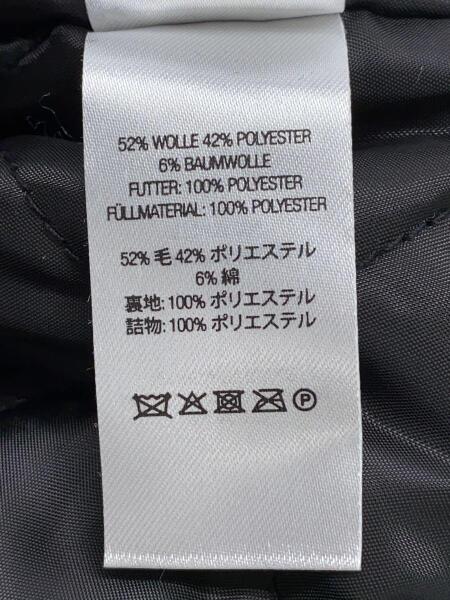 52% WOLLE 42% POLYESTER
6% BAUMWOLLE
FUTTER: 100% POLYESTER
FÜLLMATERIAL: 100% POLYESTER
52% 毛 42% ポリエステル
6% 綿
裏地: 100% ポリエステル
詰物: 100% ポリエステル
P